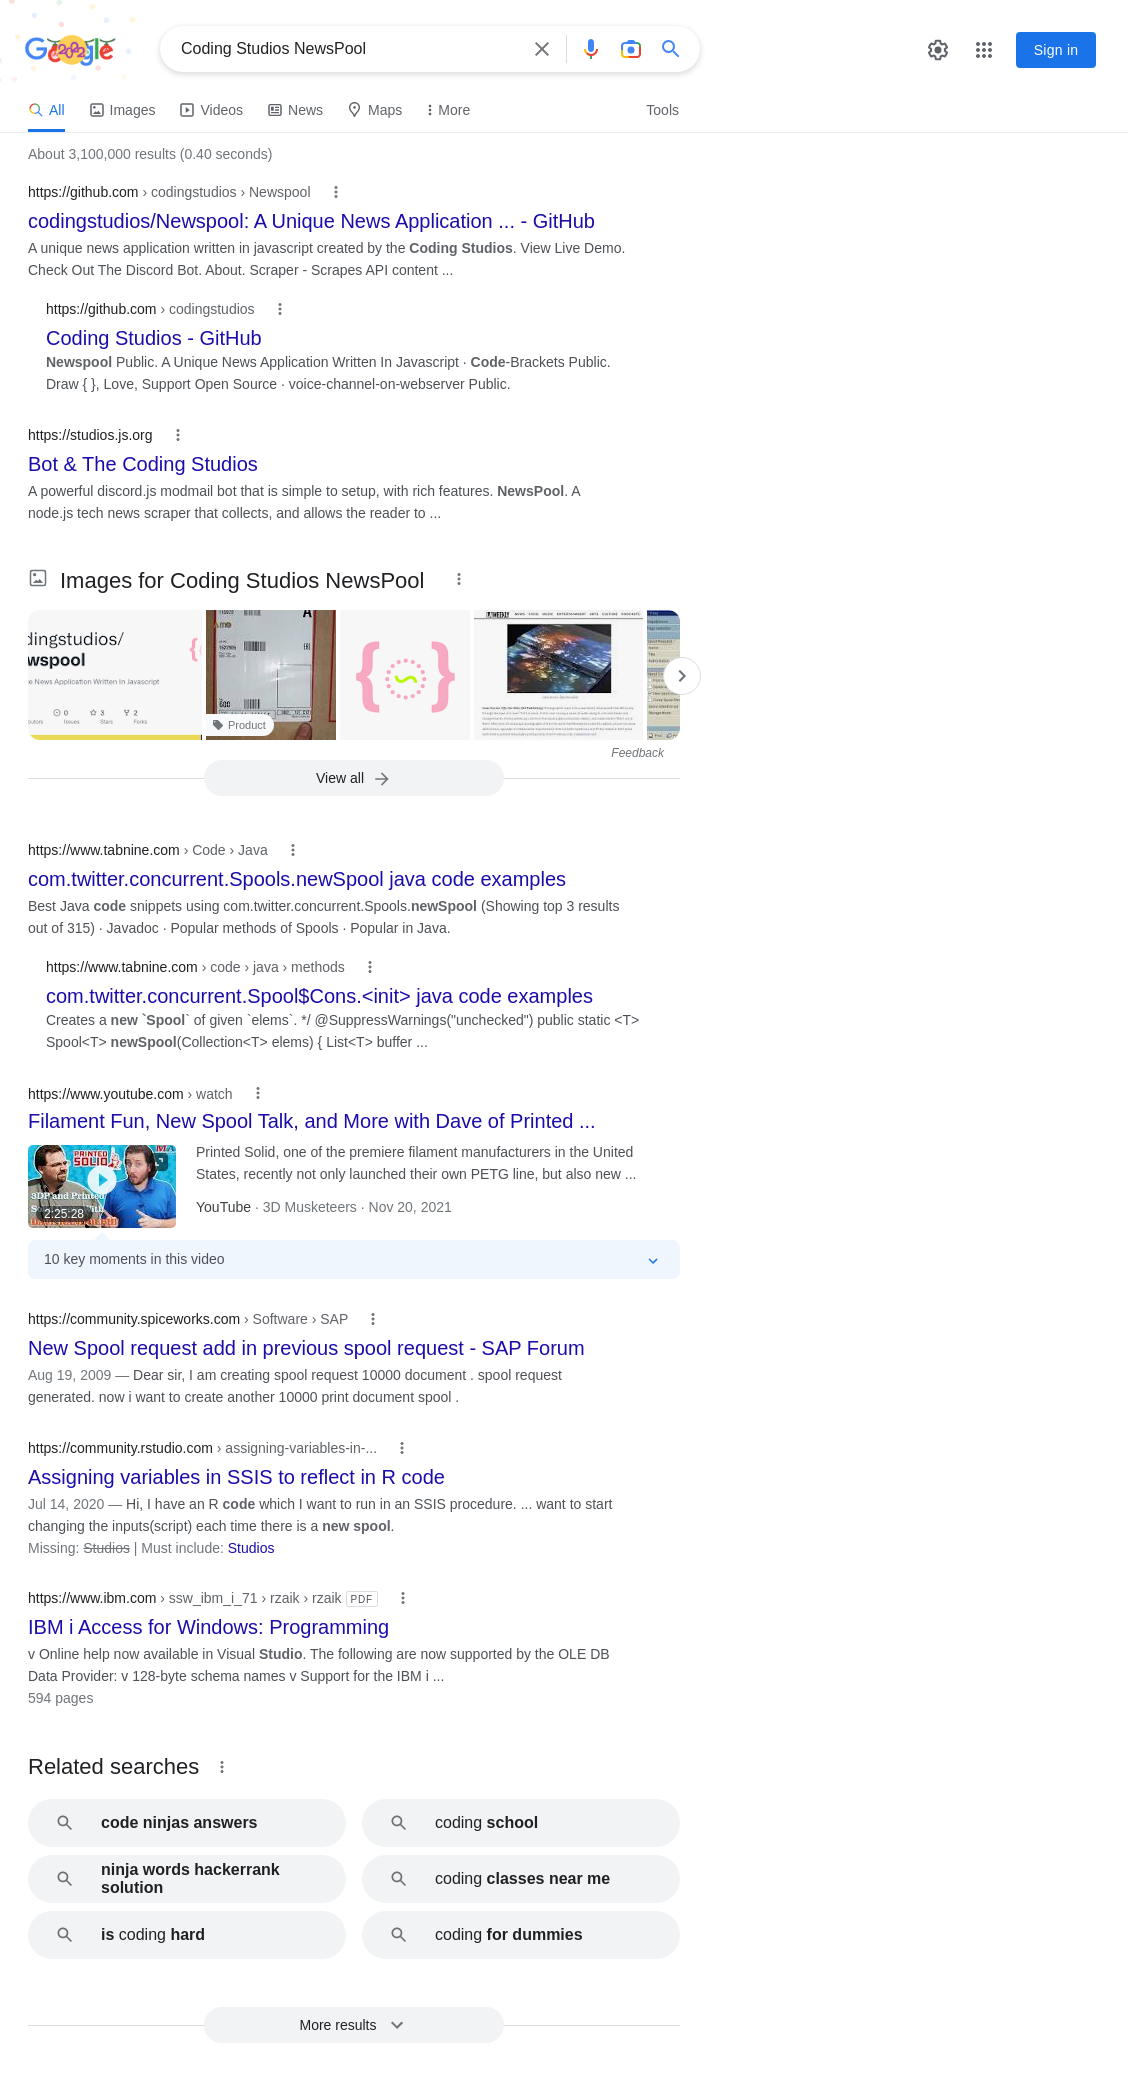 Google
Coding Studios NewsPool
Sign in
All
Images
Videos
News
Maps
More
Tools
About 3,100,000 results (0.40 seconds)
https://github.com › codingstudios › Newspool
codingstudios/Newspool: A Unique News Application ... - GitHub
A unique news application written in javascript created by the Coding Studios. View Live Demo.
Check Out The Discord Bot. About. Scraper - Scrapes API content ...
https://github.com › codingstudios
Coding Studios - GitHub
Newspool Public. A Unique News Application Written In Javascript · Code-Brackets Public.
Draw { }, Love, Support Open Source · voice-channel-on-webserver Public.
https://studios.js.org
Bot & The Coding Studios
A powerful discord.js modmail bot that is simple to setup, with rich features. NewsPool. A
node.js tech news scraper that collects, and allows the reader to ...
Images for Coding Studios NewsPool
dingstudios/
wspool
e News Application Written In Javascript
0
3
2
Issues
Stars
Forks
Product
Feedback
View all
https://www.tabnine.com › Code › Java
com.twitter.concurrent.Spools.newSpool java code examples
Best Java code snippets using com.twitter.concurrent.Spools.newSpool (Showing top 3 results
out of 315) · Javadoc · Popular methods of Spools · Popular in Java.
https://www.tabnine.com › code › java › methods
com.twitter.concurrent.Spool$Cons.<init> java code examples
Creates a new `Spool` of given `elems`. */ @SuppressWarnings("unchecked") public static <T>
Spool<T> newSpool(Collection<T> elems) { List<T> buffer ...
https://www.youtube.com › watch
Filament Fun, New Spool Talk, and More with Dave of Printed ...
PRINTED
SOLID
3DP and Printed
2:25:28
Printed Solid, one of the premiere filament manufacturers in the United
States, recently not only launched their own PETG line, but also new ...
YouTube · 3D Musketeers · Nov 20, 2021
10 key moments in this video
https://community.spiceworks.com › Software › SAP
New Spool request add in previous spool request - SAP Forum
Aug 19, 2009 — Dear sir, I am creating spool request 10000 document . spool request
generated. now i want to create another 10000 print document spool .
https://community.rstudio.com › assigning-variables-in-...
Assigning variables in SSIS to reflect in R code
Jul 14, 2020 — Hi, I have an R code which I want to run in an SSIS procedure. ... want to start
changing the inputs(script) each time there is a new spool.
Missing: Studios | Must include: Studios
https://www.ibm.com › ssw_ibm_i_71 › rzaik › rzaik PDF
IBM i Access for Windows: Programming
v Online help now available in Visual Studio. The following are now supported by the OLE DB
Data Provider: v 128-byte schema names v Support for the IBM i ...
594 pages
Related searches
code ninjas answers
coding school
ninja words hackerrank
solution
coding classes near me
is coding hard
coding for dummies
More results